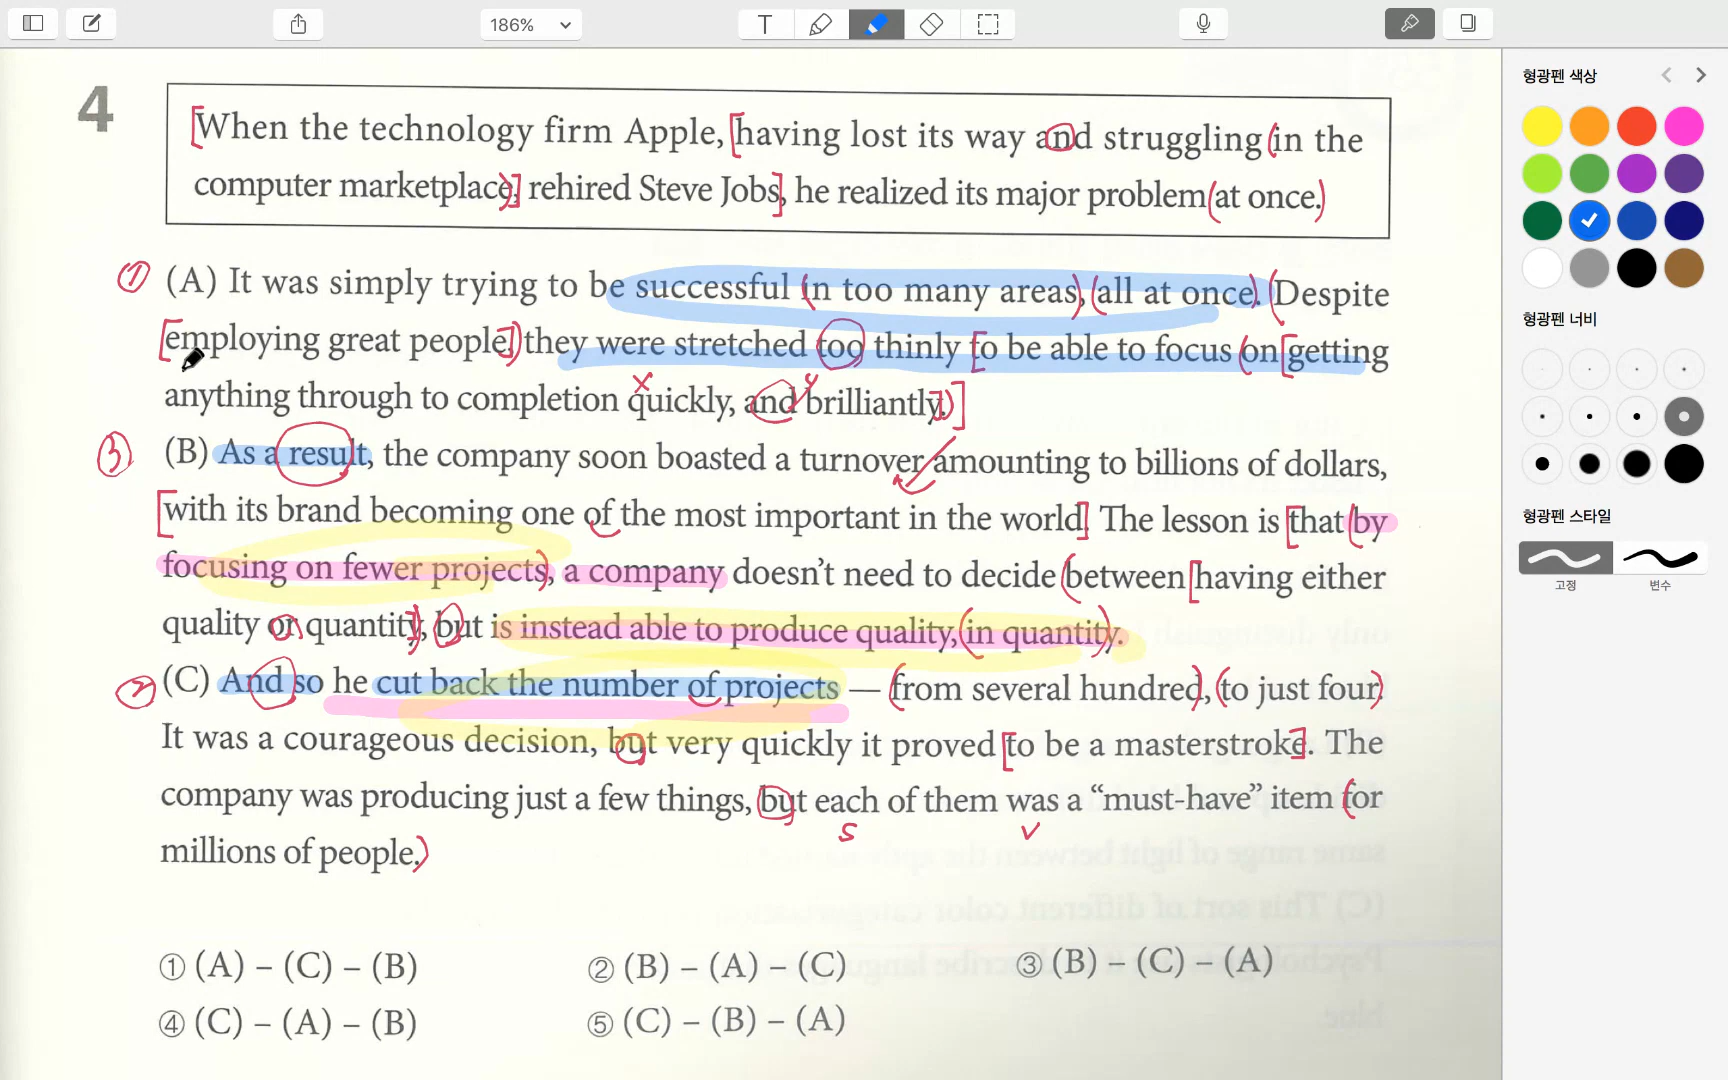 186%
T
형광펜 색상
4
When the technology firm Apple, having lost its way and struggling in the
computer marketplace, rehired Steve Jobs, he realized its major problem at once.
형광펜 너비
① (A) It was simply trying to be successful in too many areas, all at once. Despite
employing great people, they were stretched too thinly to be able to focus on getting
x y
anything through to completion quickly, and brilliantly.
③ (B) As a result, the company soon boasted a turnover amounting to billions of dollars,
with its brand becoming one of the most important in the world. The lesson is that by
형광펜 스타일
고정 변수
focusing on fewer projects, a company doesn't need to decide between having either
quality or quantity, but is instead able to produce quality, in quantity.
② (C) And so he cut back the number of projects — from several hundred, to just four.
It was a courageous decision, but very quickly it proved to be a masterstroke. The
company was producing just a few things, but each of them was a “must-have” item for
s v
millions of people.
① (A) – (C) – (B) ② (B) – (A) – (C) ③ (B) – (C) – (A)
④ (C) – (A) – (B) ⑤ (C) – (B) – (A)